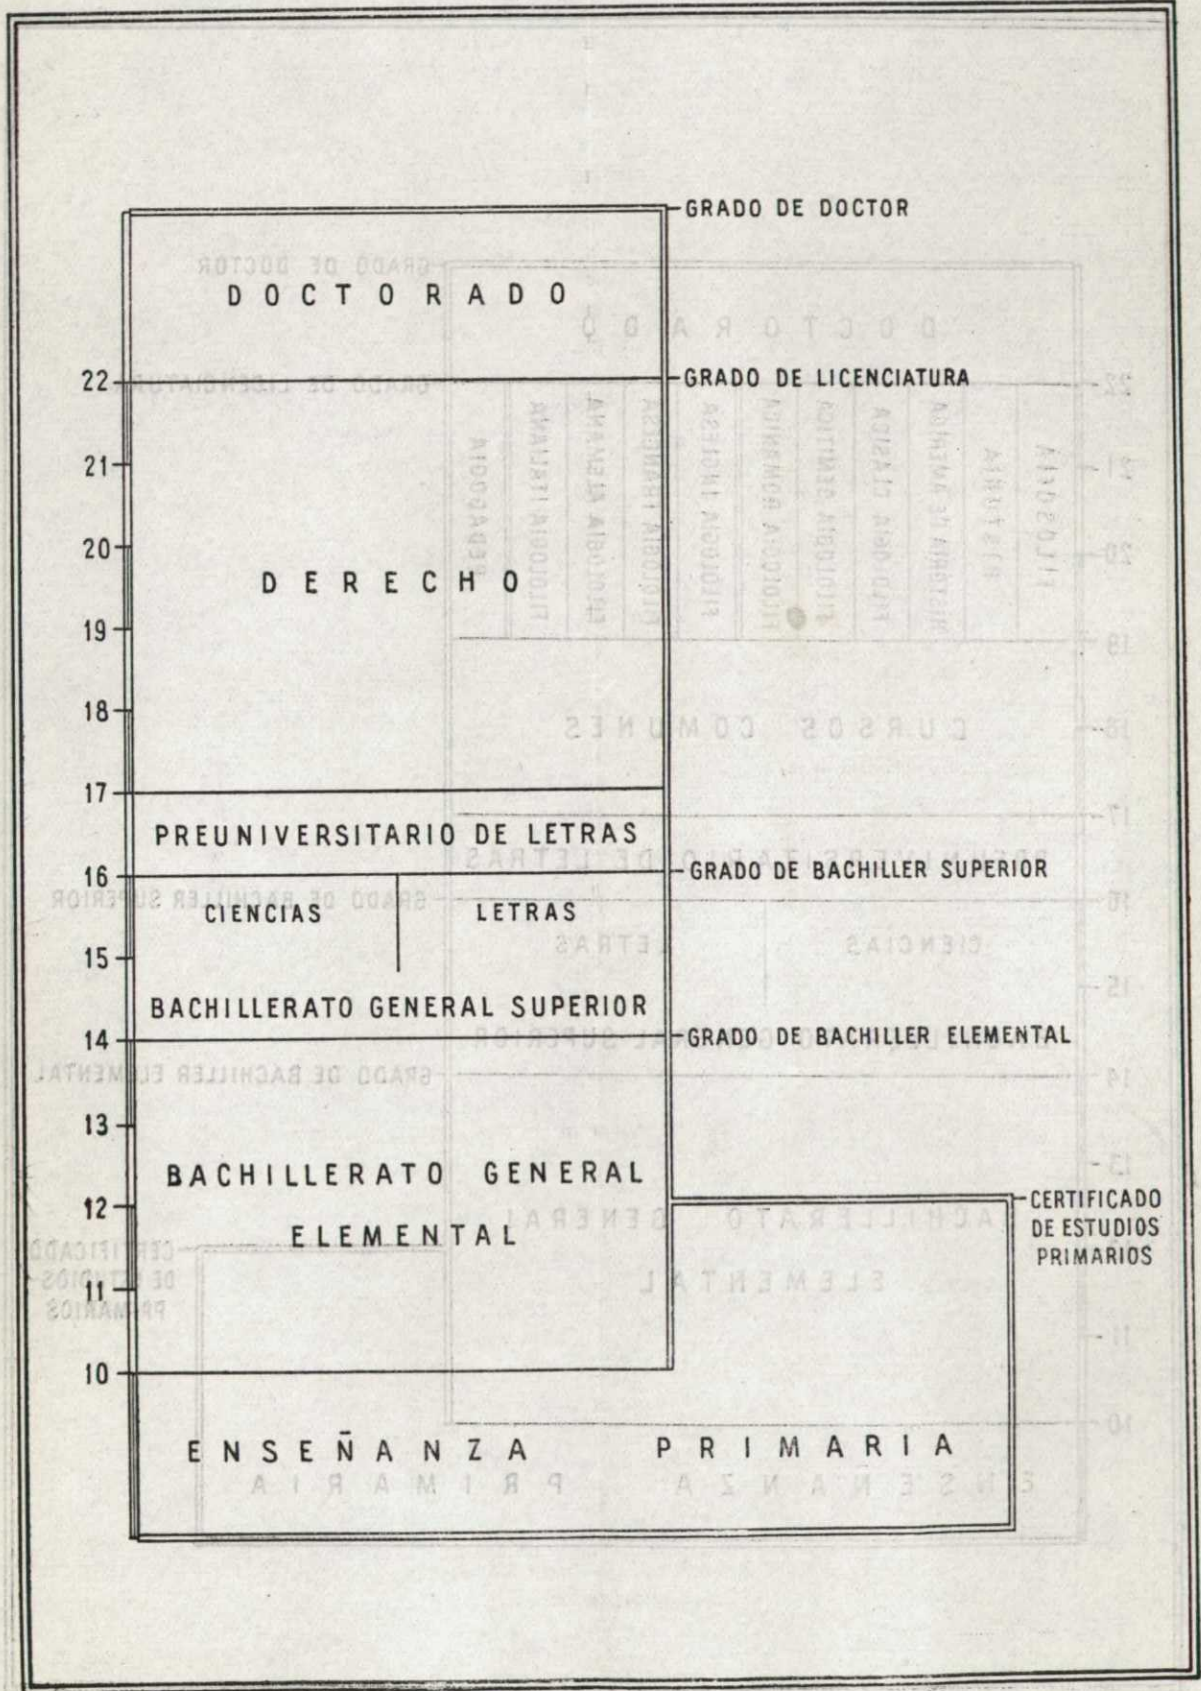 GRADO DE DOCTOR
DOCTORADO
22
GRADO DE LICENCIATURA
21
20
DERECHO
19
18
17
PREUNIVERSITARIO DE LETRAS
16
GRADO DE BACHILLER SUPERIOR
CIENCIAS LETRAS
15
BACHILLERATO GENERAL SUPERIOR
14
GRADO DE BACHILLER ELEMENTAL
13
BACHILLERATO GENERAL
12
CERTIFICADO
DE ESTUDIOS
PRIMARIOS
ELEMENTAL
11
10
ENSEÑANZA PRIMARIA